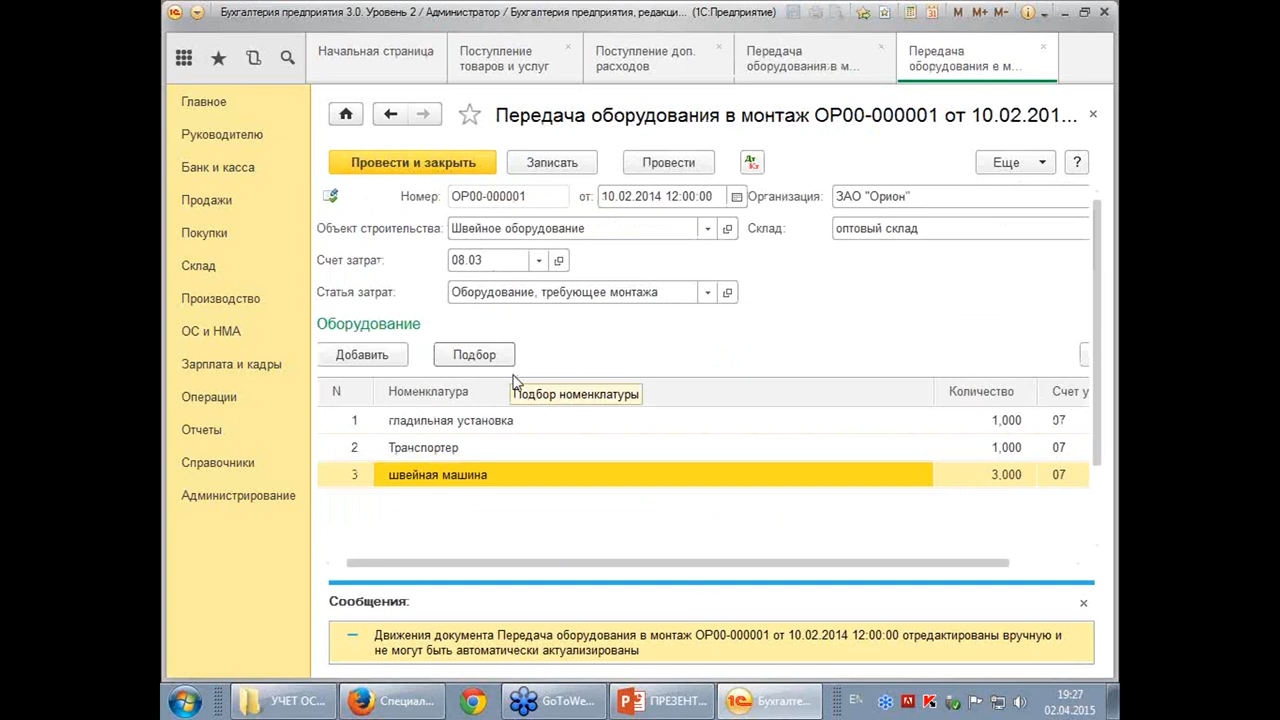 Бухгалтерия предприятия 3.0. Уровень 2 / Администратор / Бухгалтерия предприятия, редакци... (1С:Предприятие)
M M+ M-
Начальная страница
Поступление товаров и услуг
Поступление доп. расходов
Передача оборудования в м...
Передача оборудования в м...
Главное
Руководителю
Банк и касса
Продажи
Покупки
Склад
Производство
ОС и НМА
Зарплата и кадры
Операции
Отчеты
Справочники
Администрирование
Передача оборудования в монтаж ОР00-000001 от 10.02.201...
Провести и закрыть
Записать
Провести
Дт Кт
Еще
?
Номер: ОР00-000001 от: 10.02.2014 12:00:00 Организация: ЗАО "Орион"
Объект строительства: Швейное оборудование Склад: оптовый склад
Счет затрат: 08.03
Статья затрат: Оборудование, требующее монтажа
Оборудование
Добавить Подбор
Подбор номенклатуры
N Номенклатура Количество Счет у
1 гладильная установка 1,000 07
2 Транспортер 1,000 07
3 швейная машина 3,000 07
Сообщения:
Движения документа Передача оборудования в монтаж ОР00-000001 от 10.02.2014 12:00:00 отредактированы вручную и
не могут быть автоматически актуализированы
УЧЕТ ОС...
Специал...
GoToWe...
ПРЕЗЕНТ...
Бухгалте...
EN
19:27
02.04.2015